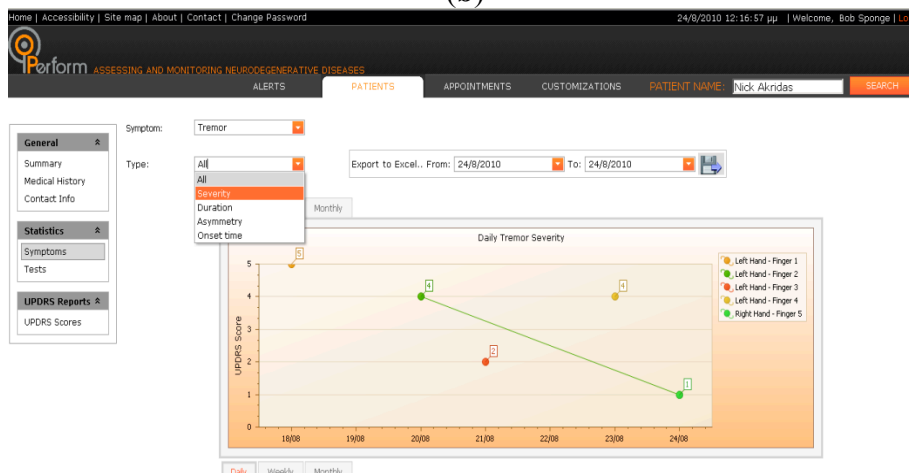 (b)
Home | Accessibility | Site map | About | Contact | Change Password 24/8/2010 12:16:57 μμ | Welcome, Bob Sponge | Lo
iPerform ASSESSING AND MONITORING NEURODEGENERATIVE DISEASES
ALERTS PATIENTS APPOINTMENTS CUSTOMIZATIONS PATIENT NAME: Nick Akridas SEARCH
General
Summary
Medical History
Contact Info
Statistics
Symptoms
Tests
UPDRS Reports
UPDRS Scores
Symptom: Tremor
Type: All
All
Severity
Duration
Asymmetry
Onset time
Export to Excel.. From: 24/8/2010 To: 24/8/2010
Monthly
Daily Tremor Severity
UPDRS Score
5
4
3
2
1
0
5
4
2
4
1
18/08 19/08 20/08 21/08 22/08 23/08 24/08
Left Hand - Finger 1
Left Hand - Finger 2
Left Hand - Finger 3
Left Hand - Finger 4
Right Hand - Finger 5
Daily Weekly Monthly